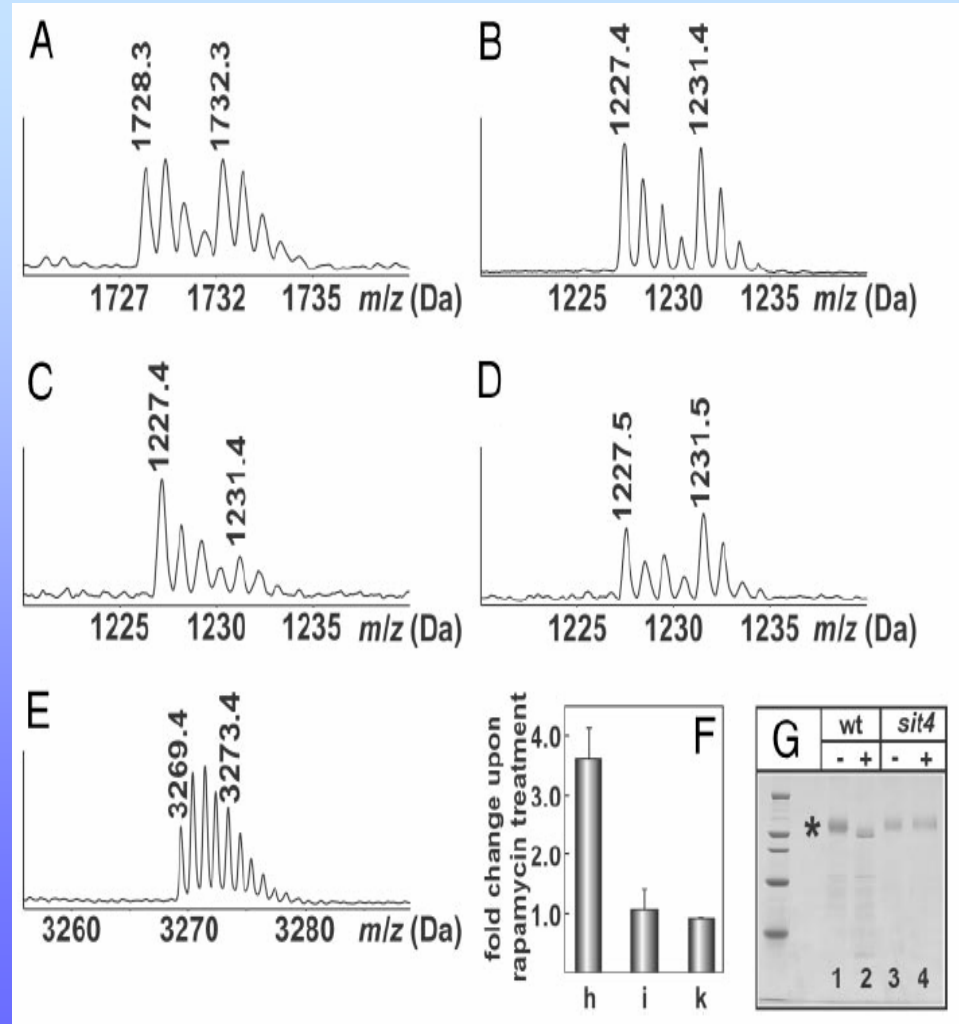 A
1728.3
1732.3
1727 1732 1735 m/z (Da)
B
1227.4
1231.4
1225 1230 1235 m/z (Da)
C
1227.4
1231.4
1225 1230 1235 m/z (Da)
D
1227.5
1231.5
1225 1230 1235 m/z (Da)
E
3269.4
3273.4
3260 3270 3280 m/z (Da)
F
fold change upon
rapamycin treatment
4.0
3.0
2.0
1.0
h i k
G
wt sit4
- + - +
*
1 2 3 4